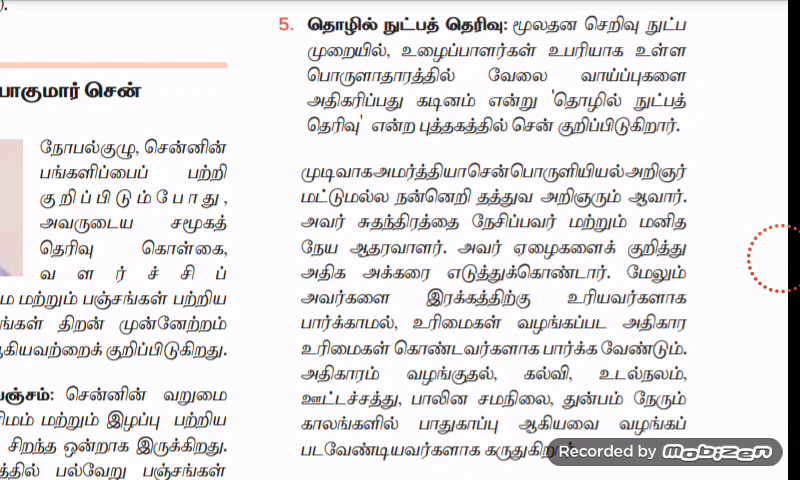 ).
பாகுமார் சென்
நோபல்குழு, சென்னின்
பங்களிப்பைப் பற்றி
குறிப்பிடும்போது,
அவருடைய சமூகத்
தெரிவு கொள்கை,
வளர்ச்சிப்
மை மற்றும் பஞ்சங்கள் பற்றிய
ங்கள் திறன் முன்னேற்றம்
ஆகியவற்றைக் குறிப்பிடுகிறது.
பஞ்சம்: சென்னின் வறுமை
ரிமம் மற்றும் இழப்பு பற்றிய
சிறந்த ஒன்றாக இருக்கிறது.
த்தில் பல்வேறு பஞ்சங்கள்
5. தொழில் நுட்பத் தெரிவு: மூலதன செறிவு நுட்ப
முறையில், உழைப்பாளர்கள் உபரியாக உள்ள
பொருளாதாரத்தில் வேலை வாய்ப்புகளை
அதிகரிப்பது கடினம் என்று 'தொழில் நுட்பத்
தெரிவு' என்ற புத்தகத்தில் சென் குறிப்பிடுகிறார்.
முடிவாகஅமர்த்தியாசென்பொருளியியல்அறிஞர்
மட்டுமல்ல நன்னெறி தத்துவ அறிஞரும் ஆவார்.
அவர் சுதந்திரத்தை நேசிப்பவர் மற்றும் மனித
நேய ஆதரவாளர். அவர் ஏழைகளைக் குறித்து
அதிக அக்கரை எடுத்துக்கொண்டார். மேலும்
அவர்களை இரக்கத்திற்கு உரியவர்களாக
பார்க்காமல், உரிமைகள் வழங்கப்பட அதிகார
உரிமைகள் கொண்டவர்களாக பார்க்க வேண்டும்.
அதிகாரம் வழங்குதல், கல்வி, உடல்நலம்,
ஊட்டச்சத்து, பாலின சமநிலை, துன்பம் நேரும்
காலங்களில் பாதுகாப்பு ஆகியவை வழங்கப்
படவேண்டியவர்களாக கருதுகிறார்
Recorded by mobizen